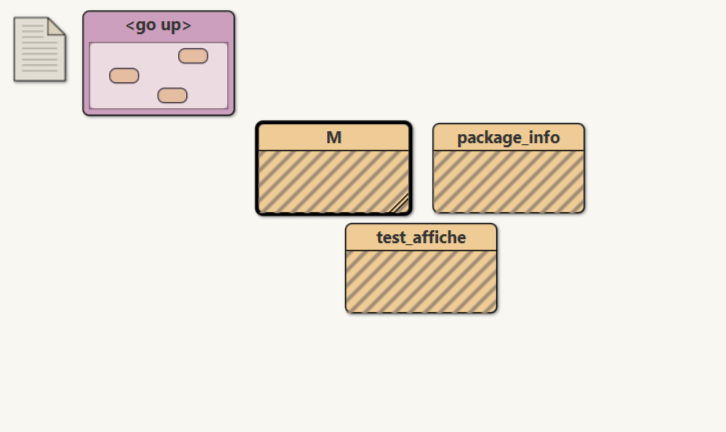 <go up>
M
package_info
test_affiche